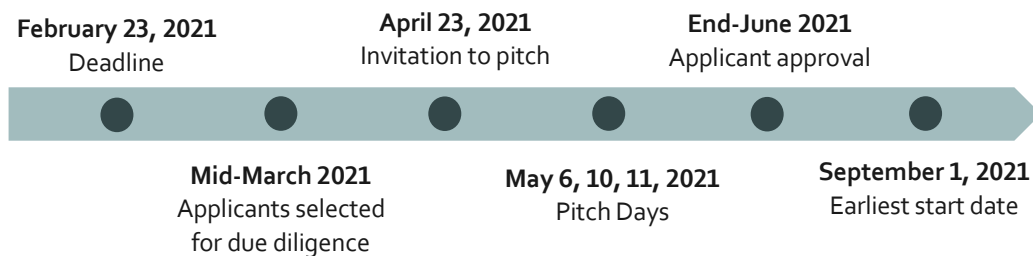 February 23, 2021
Deadline
Mid-March 2021
Applicants selected
for due diligence
April 23, 2021
Invitation to pitch
May 6, 10, 11, 2021
Pitch Days
End-June 2021
Applicant approval
September 1, 2021
Earliest start date